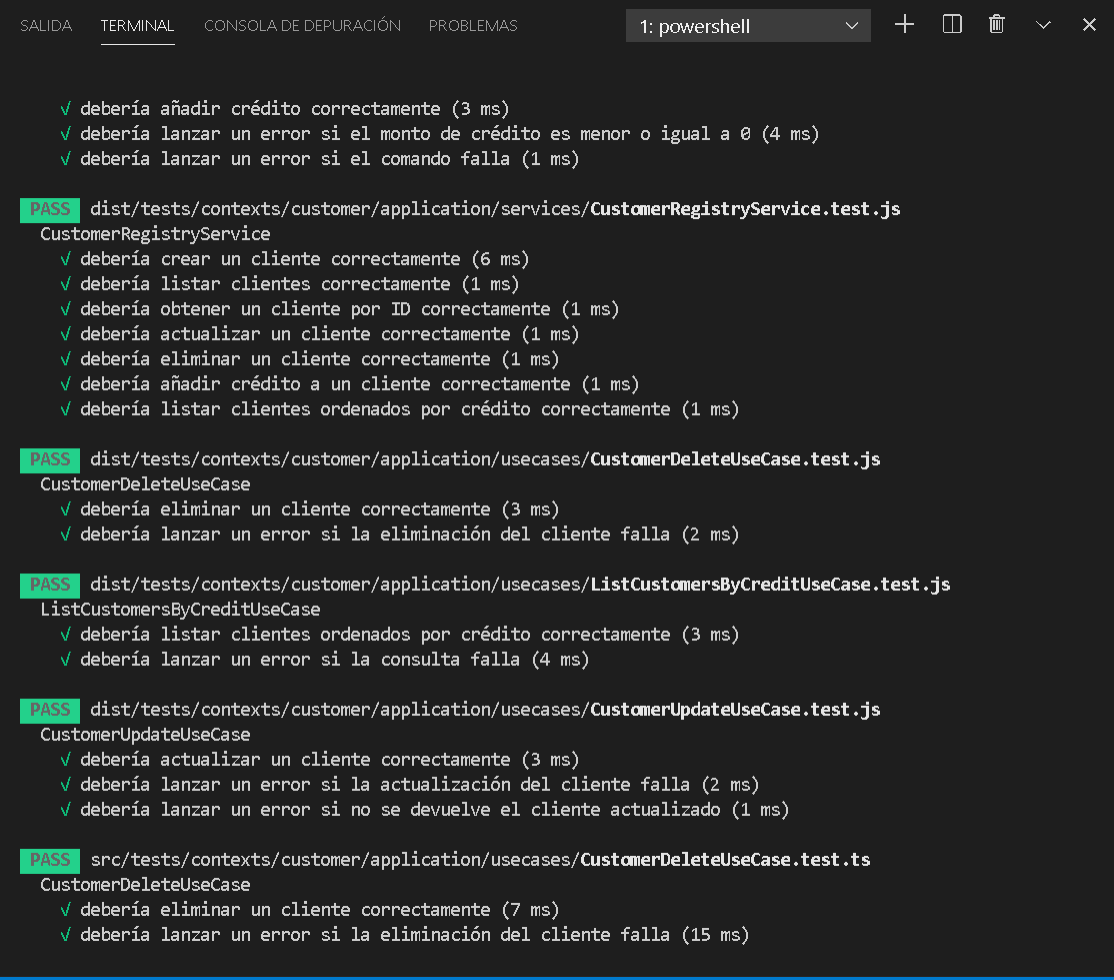 SALIDA TERMINAL CONSOLA DE DEPURACIÓN PROBLEMAS 1: powershell
√ debería añadir crédito correctamente (3 ms)
√ debería lanzar un error si el monto de crédito es menor o igual a 0 (4 ms)
√ debería lanzar un error si el comando falla (1 ms)
PASS dist/tests/contexts/customer/application/services/CustomerRegistryService.test.js
CustomerRegistryService
√ debería crear un cliente correctamente (6 ms)
√ debería listar clientes correctamente (1 ms)
√ debería obtener un cliente por ID correctamente (1 ms)
√ debería actualizar un cliente correctamente (1 ms)
√ debería eliminar un cliente correctamente (1 ms)
√ debería añadir crédito a un cliente correctamente (1 ms)
√ debería listar clientes ordenados por crédito correctamente (1 ms)
PASS dist/tests/contexts/customer/application/usecases/CustomerDeleteUseCase.test.js
CustomerDeleteUseCase
√ debería eliminar un cliente correctamente (3 ms)
√ debería lanzar un error si la eliminación del cliente falla (2 ms)
PASS dist/tests/contexts/customer/application/usecases/ListCustomersByCreditUseCase.test.js
ListCustomersByCreditUseCase
√ debería listar clientes ordenados por crédito correctamente (3 ms)
√ debería lanzar un error si la consulta falla (4 ms)
PASS dist/tests/contexts/customer/application/usecases/CustomerUpdateUseCase.test.js
CustomerUpdateUseCase
√ debería actualizar un cliente correctamente (3 ms)
√ debería lanzar un error si la actualización del cliente falla (2 ms)
√ debería lanzar un error si no se devuelve el cliente actualizado (1 ms)
PASS src/tests/contexts/customer/application/usecases/CustomerDeleteUseCase.test.ts
CustomerDeleteUseCase
√ debería eliminar un cliente correctamente (7 ms)
√ debería lanzar un error si la eliminación del cliente falla (15 ms)